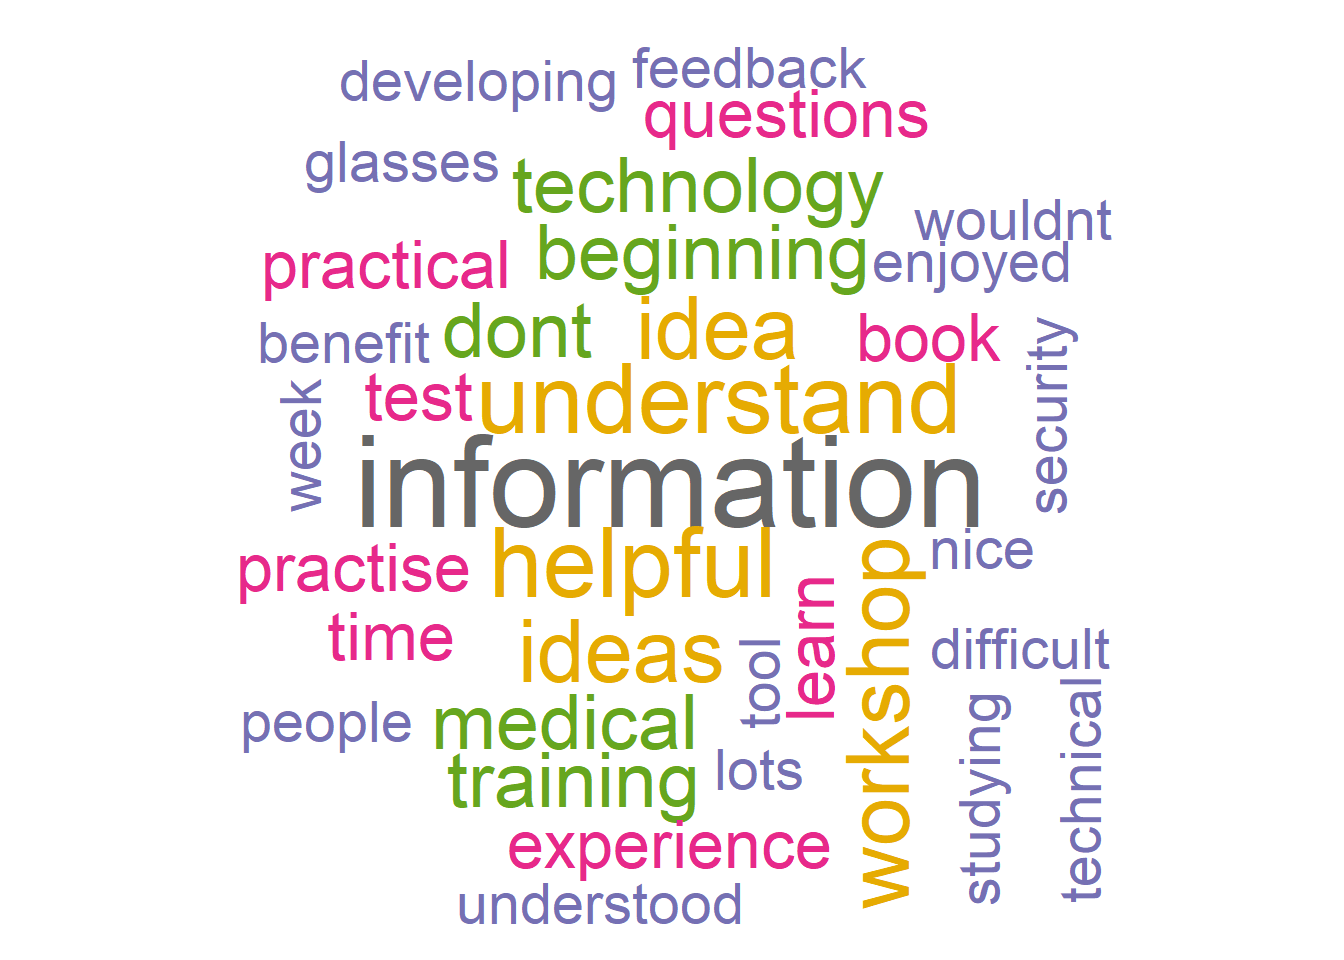 developing
feedback
questions
glasses
technology
wouldnt
beginning
enjoyed
practical
dont
idea
book
benefit
security
test
understand
week
information
practise
helpful
nice
learn
workshop
time
ideas
tool
difficult
people
medical
lots
studying
technical
training
experience
understood